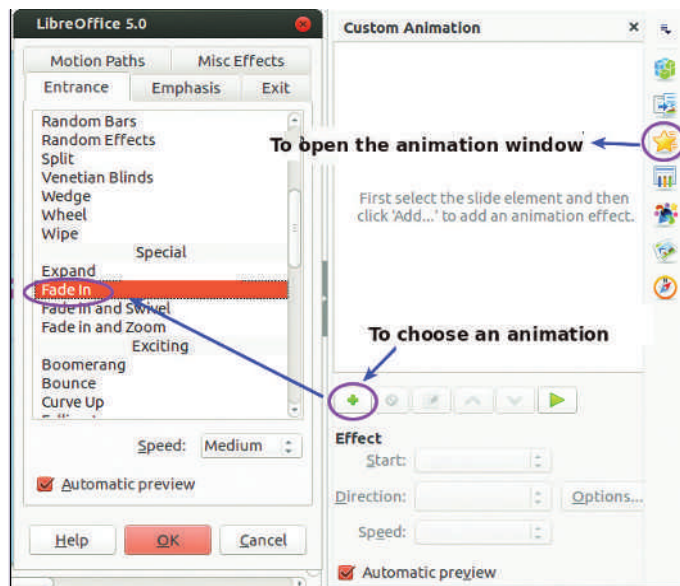 LibreOffice 5.0
Motion Paths Misc Effects
Entrance Emphasis Exit
Random Bars
Random Effects
Split
Venetian Blinds
Wedge
Wheel
Wipe
Special
Expand
Fade In
Fade in and Swivel
Fade in and Zoom
Exciting
Boomerang
Bounce
Curve Up
Speed: Medium
Automatic preview
Help OK Cancel
Custom Animation
To open the animation window
First select the slide element and then
click 'Add...' to add an animation effect.
To choose an animation
Effect
Start:
Direction: Options...
Speed:
Automatic preview